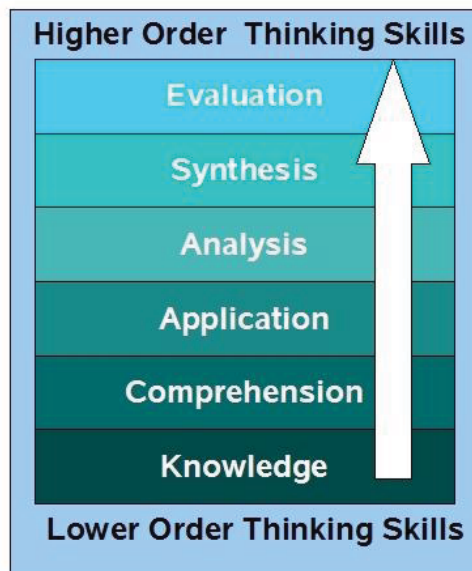 Higher Order Thinking Skills
Evaluation
Synthesis
Analysis
Application
Comprehension
Knowledge
Lower Order Thinking Skills